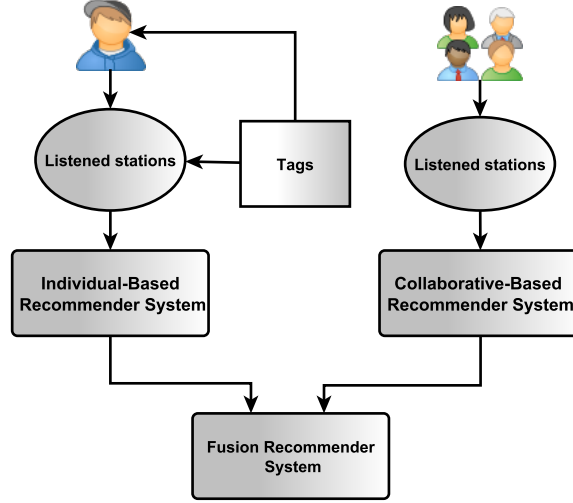 Listened stations
Tags
Listened stations
Individual-Based
Recommender System
Collaborative-Based
Recommender System
Fusion Recommender
System